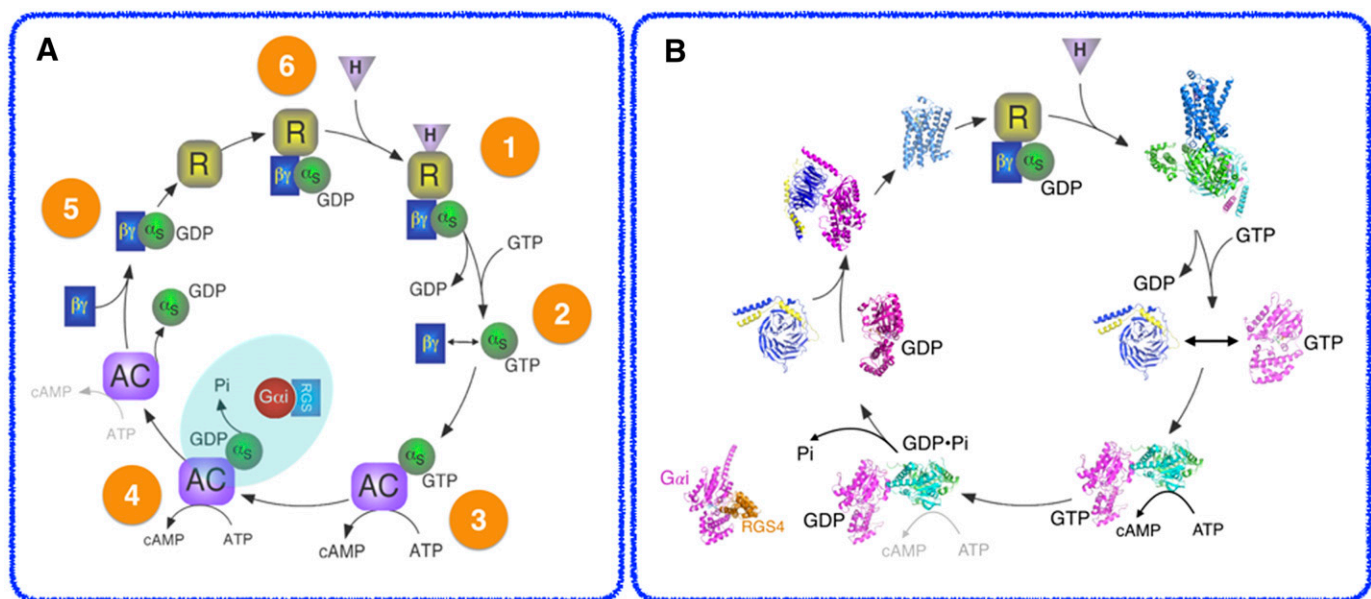 A
6
H
R
βγ
αs
GDP
1
H
R
βγ
αs
GDP
GTP
2
βγ
αs
GTP
3
αs
GTP
AC
cAMP
ATP
4
Pi
Gαi
RGS
GDP
αs
AC
cAMP
ATP
AC
cAMP
ATP
αs
GDP
βγ
5
βγ
αs
GDP
R
B
H
R
βγ
αs
GDP
GTP
GDP
GTP
GTP
cAMP
ATP
GDP•Pi
Pi
GDP
cAMP
ATP
Gαi
RGS4
GDP